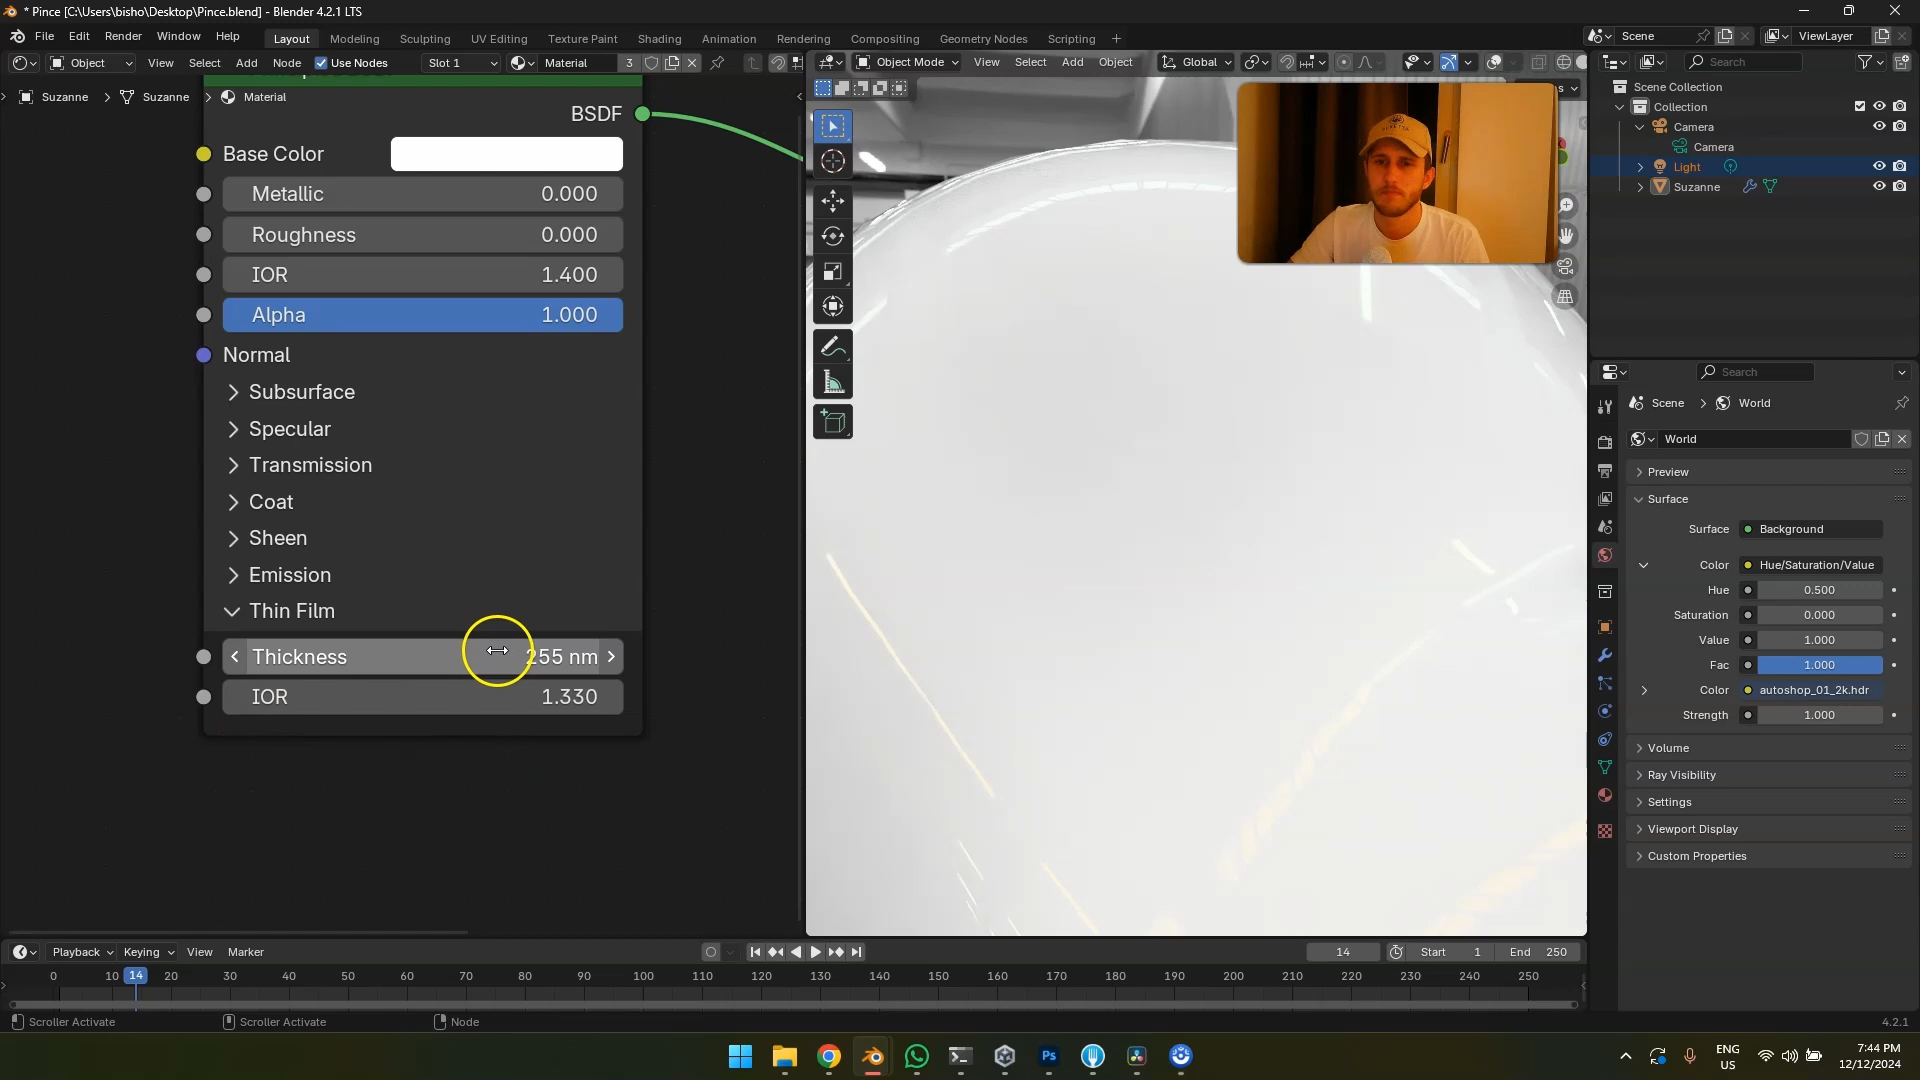 * Pince [C:\Users\bisho\Desktop\Pince.blend] - Blender 4.2.1 LTS
File Edit Render Window Help Layout Modeling Sculpting UV Editing Texture Paint Shading Animation Rendering Compositing Geometry Nodes Scripting + Scene ViewLayer
Object View Select Add Node Use Nodes Slot 1 Material 3 Object Mode View Select Add Object Global Search
Suzanne > Suzanne > Material
BSDF
Base Color
Metallic 0.000
Roughness 0.000
IOR 1.400
Alpha 1.000
Normal
Subsurface
Specular
Transmission
Coat
Sheen
Emission
Thin Film
Thickness 255 nm
IOR 1.330
Scene Collection
Collection
Camera
Camera
Light
Suzanne
Search
Scene > World
World
Preview
Surface
Surface Background
Color Hue/Saturation/Value
Hue 0.500
Saturation 0.000
Value 1.000
Fac 1.000
Color autoshop_01_2k.hdr
Strength 1.000
Volume
Ray Visibility
Settings
Viewport Display
Custom Properties
Playback Keying View Marker 14 Start 1 End 250
0 10 14 20 30 40 50 60 70 80 90 100 110 120 130 140 150 160 170 180 190 200 210 220 230 240 250
Scroller Activate Scroller Activate Node 4.2.1
ENG
US
7:44 PM
12/12/2024